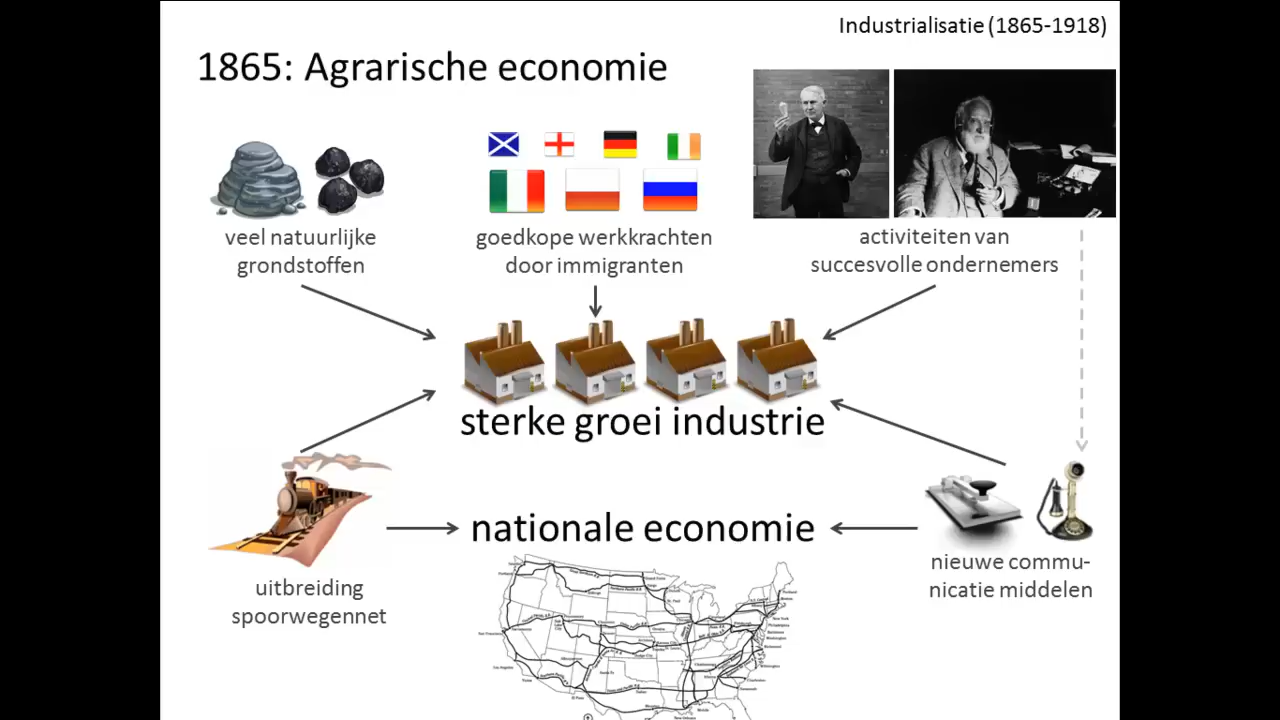 Industrialisatie (1865-1918)
1865: Agrarische economie
veel natuurlijke
grondstoffen
goedkope werkkrachten
door immigranten
activiteiten van
succesvolle ondernemers
sterke groei industrie
nationale economie
uitbreiding
spoorwegennet
nieuwe commu-
nicatie middelen